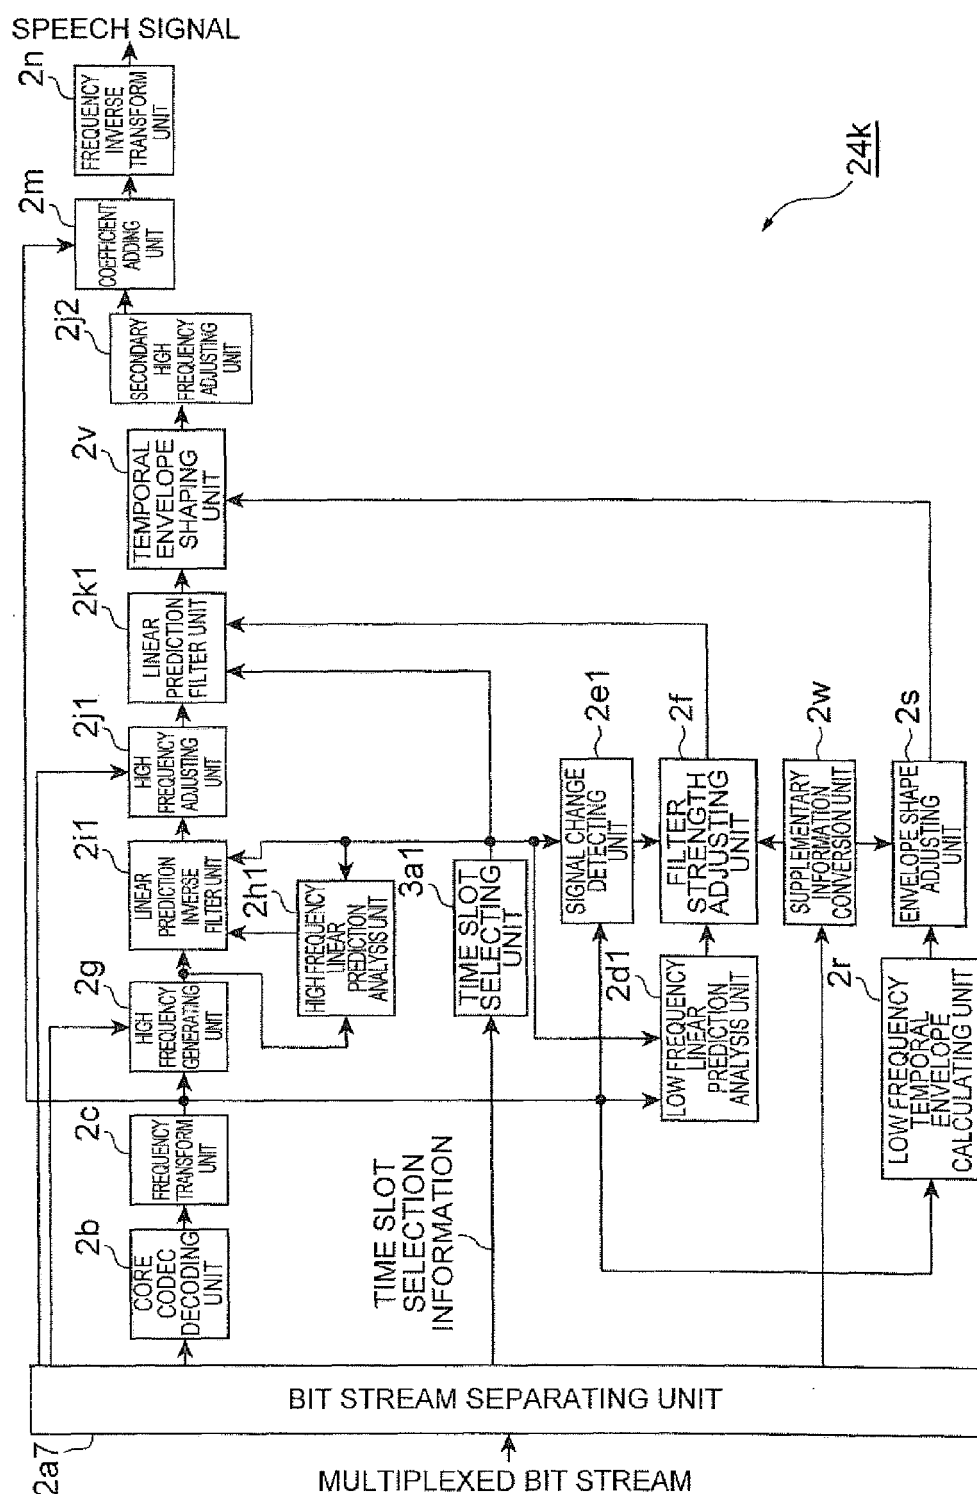 SPEECH SIGNAL
2n
FREQUENCY
INVERSE
TRANSFORM
UNIT
2m
COEFFICIENT
ADDING
UNIT
24k
2j2
SECONDARY
HIGH
FREQUENCY
ADJUSTING
UNIT
2v
TEMPORAL
ENVELOPE
SHAPING
UNIT
2k1
LINEAR
PREDICTION
FILTER UNIT
2j1
HIGH
FREQUENCY
ADJUSTING
UNIT
2i1
LINEAR
PREDICTION
INVERSE
FILTER UNIT
2h1
HIGH FREQUENCY
LINEAR
PREDICTION
ANALYSIS UNIT
3a1
TIME SLOT
SELECTING
UNIT
2e1
SIGNAL CHANGE
DETECTING
UNIT
2f
FILTER
STRENGTH
ADJUSTING
UNIT
2w
SUPPLEMENTARY
INFORMATION
CONVERSION UNIT
2s
ENVELOPE SHAPE
ADJUSTING
UNIT
2g
HIGH
FREQUENCY
GENERATING
UNIT
2d1
LOW FREQUENCY
LINEAR
PREDICTION
ANALYSIS UNIT
2r
LOW FREQUENCY
TEMPORAL
ENVELOPE
CALCULATING UNIT
2c
FREQUENCY
TRANSFORM
UNIT
2b
CORE
CODEC
DECODING
UNIT
TIME SLOT
SELECTION
INFORMATION
BIT STREAM SEPARATING UNIT
2a7
MULTIPLEXED BIT STREAM